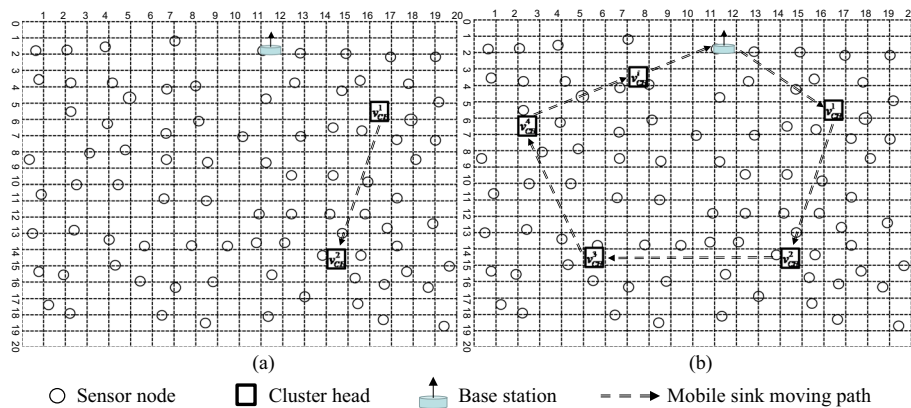 1 2 3 4 5 6 7 8 9 10 11 12 13 14 15 16 17 18 19 20
0 1 2 3 4 5 6 7 8 9 10 11 12 13 14 15 16 17 18 19 20
v¹CH
v²CH
(a)
1 2 3 4 5 6 7 8 9 10 11 12 13 14 15 16 17 18 19 2
0 1 2 3 4 5 6 7 8 9 10 11 12 13 14 15 16 17 18 19 20
vⁱCH
v¹CH
v⁴CH
v³CH
v²CH
(b)
Sensor node Cluster head Base station Mobile sink moving path